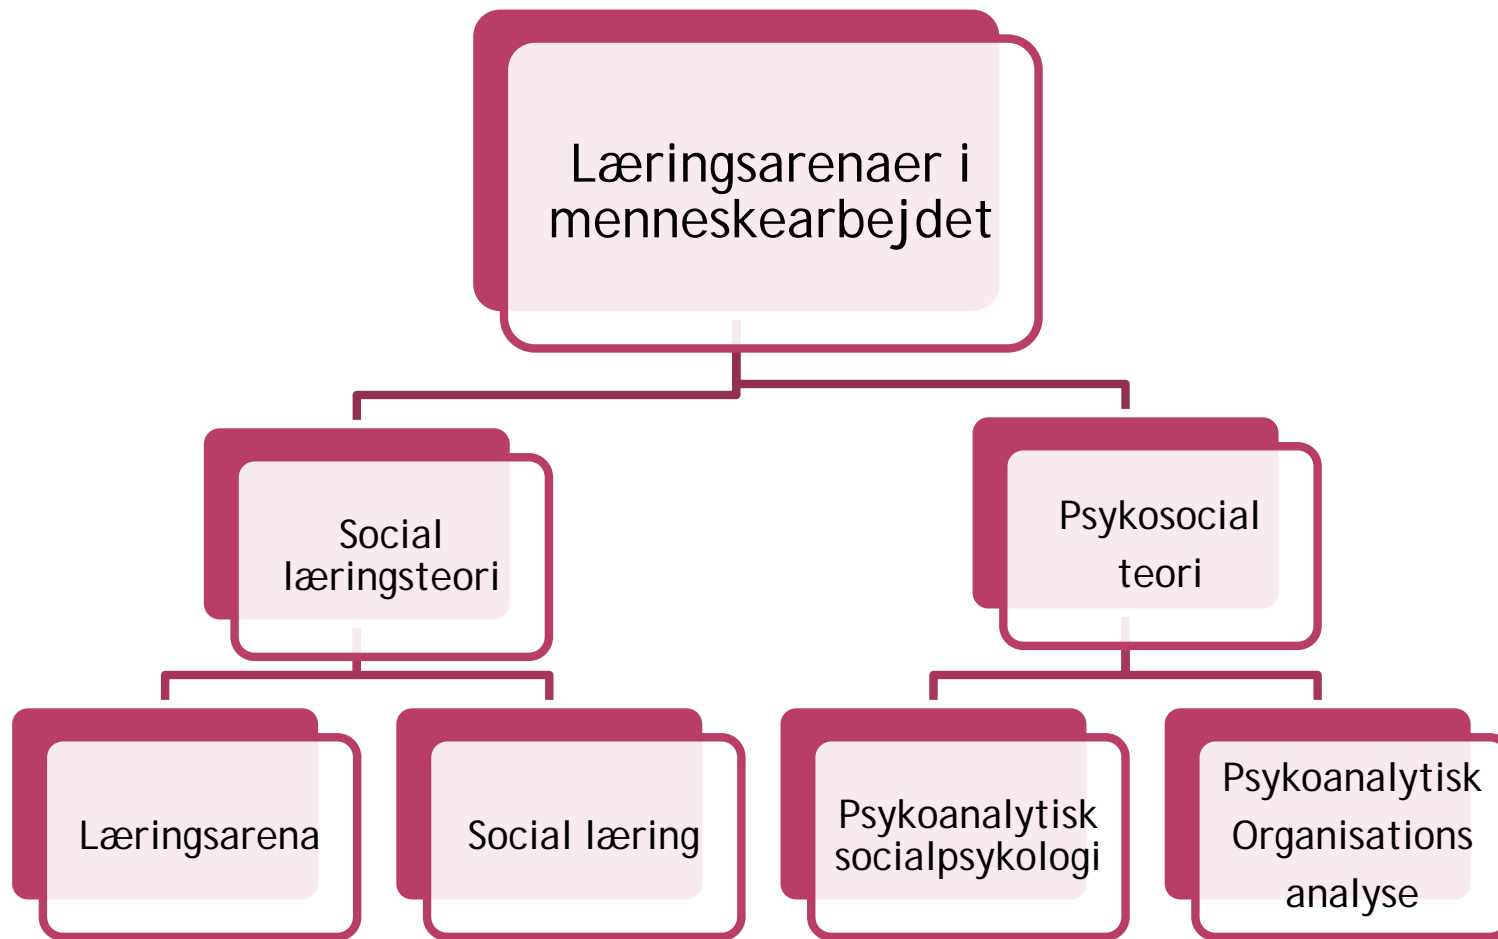 Læringsarenaer i
menneskearbejdet
Social
læringsteori
Psykosocial
teori
Læringsarena
Social læring
Psykoanalytisk
socialpsykologi
Psykoanalytisk
Organisations
analyse